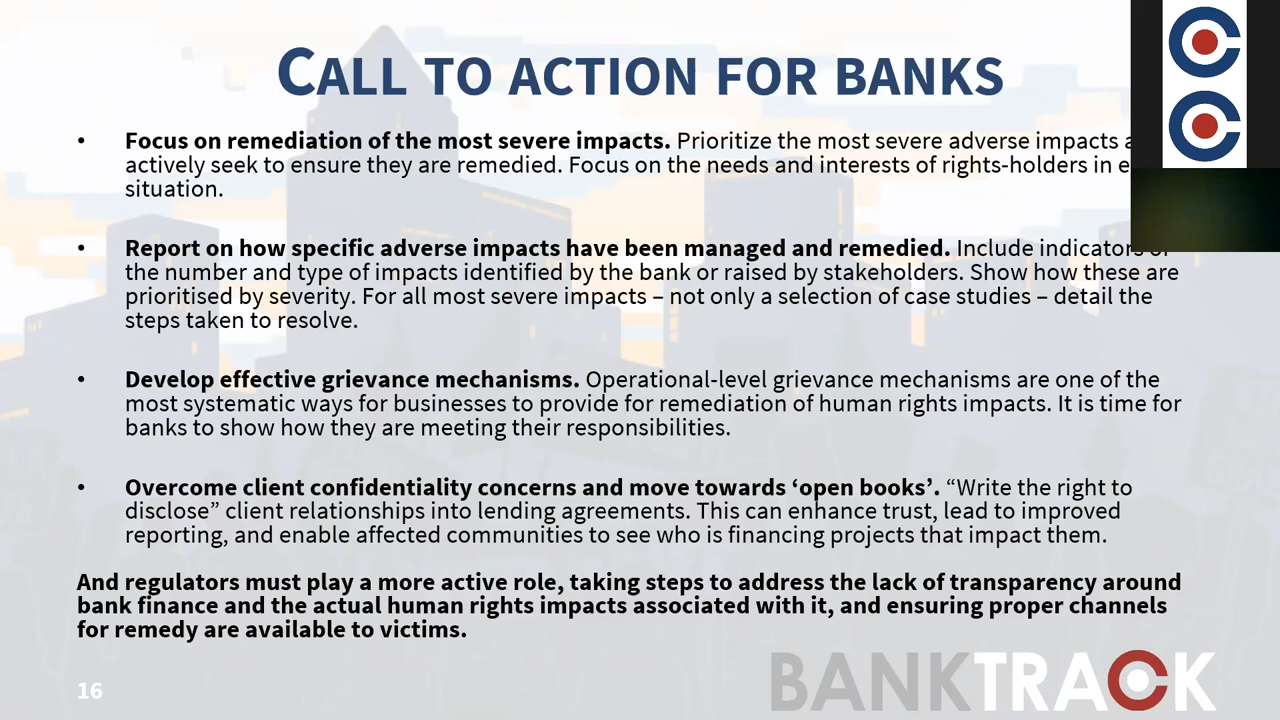 CALL TO ACTION FOR BANKS
• Focus on remediation of the most severe impacts. Prioritize the most severe adverse impacts
actively seek to ensure they are remedied. Focus on the needs and interests of rights-holders in
situation.
• Report on how specific adverse impacts have been managed and remedied. Include indicators of
the number and type of impacts identified by the bank or raised by stakeholders. Show how these are
prioritised by severity. For all most severe impacts – not only a selection of case studies – detail the
steps taken to resolve.
• Develop effective grievance mechanisms. Operational-level grievance mechanisms are one of the
most systematic ways for businesses to provide for remediation of human rights impacts. It is time for
banks to show how they are meeting their responsibilities.
• Overcome client confidentiality concerns and move towards ‘open books’. “Write the right to
disclose” client relationships into lending agreements. This can enhance trust, lead to improved
reporting, and enable affected communities to see who is financing projects that impact them.
And regulators must play a more active role, taking steps to address the lack of transparency around
bank finance and the actual human rights impacts associated with it, and ensuring proper channels
for remedy are available to victims.
16
BANKTRACK